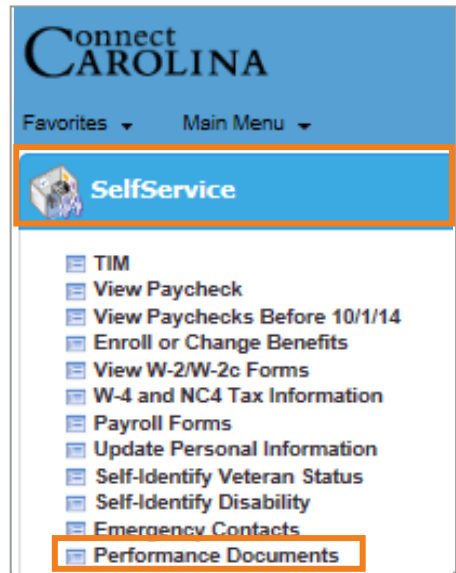 Connect
CAROLINA
Favorites Main Menu
SelfService
TIM
View Paycheck
View Paychecks Before 10/1/14
Enroll or Change Benefits
View W-2/W-2c Forms
W-4 and NC4 Tax Information
Payroll Forms
Update Personal Information
Self-Identify Veteran Status
Self-Identify Disability
Emergency Contacts
Performance Documents